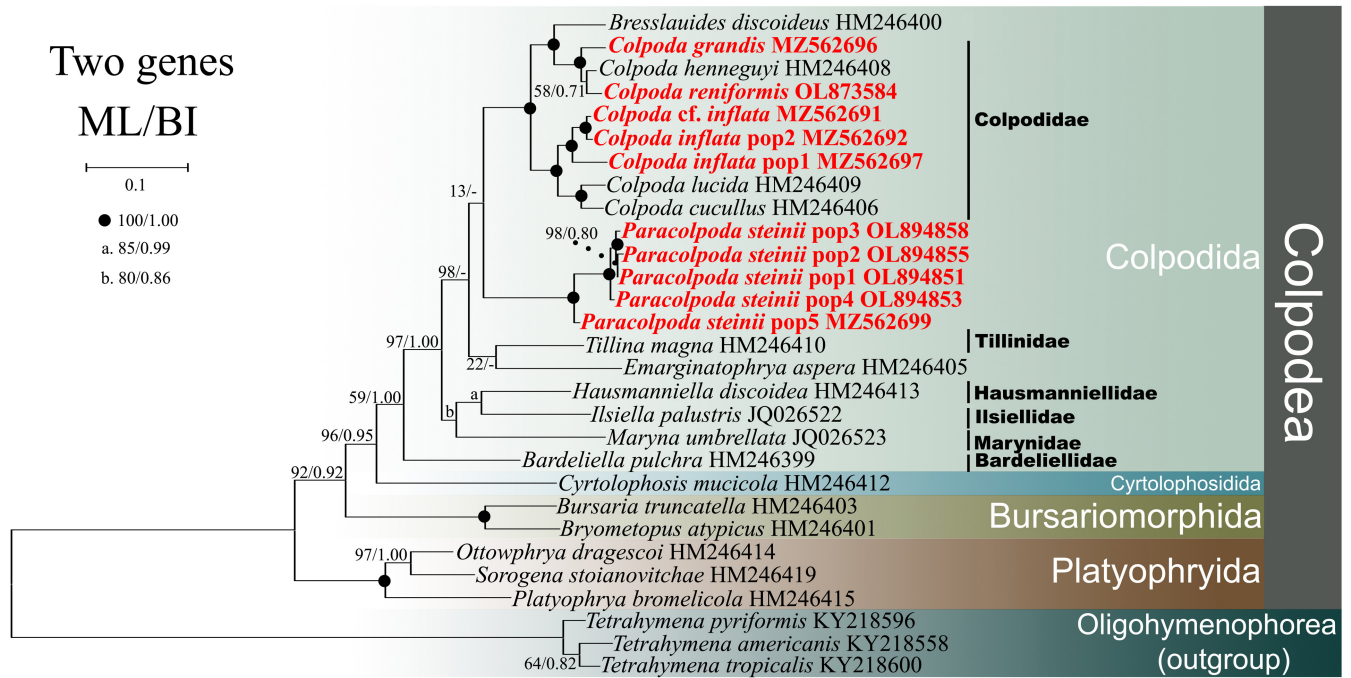 Two genes
ML/BI
0.1
100/1.00
a. 85/0.99
b. 80/0.86
Bresslauides discoideus HM246400
Colpoda grandis MZ562696
Colpoda henneguyi HM246408
58/0.71
Colpoda reniformis OL873584
Colpoda cf. inflata MZ562691
Colpodidae
Colpoda inflata pop2 MZ562692
Colpoda inflata pop1 MZ562697
Colpoda lucida HM246409
13/-
Colpoda cucullus HM246406
98/0.80
Paracolpoda steinii pop3 OL894858
Paracolpoda steinii pop2 OL894855
Colpodida
98/-
Paracolpoda steinii pop1 OL894851
Paracolpoda steinii pop4 OL894853
Paracolpoda steinii pop5 MZ562699
97/1.00
Tillina magna HM246410
Tillinidae
22/-
Emarginatophrya aspera HM246405
59/1.00
a
Hausmanniella discoidea HM246413
Hausmanniellidae
b
Ilsiella palustris JQ026522
Ilsiellidae
96/0.95
Maryna umbrellata JQ026523
Marynidae
Bardeliella pulchra HM246399
Bardeliellidae
92/0.92
Cyrtolophosis mucicola HM246412
Cyrtolophosidida
Bursaria truncatella HM246403
Bursariomorphida
Bryometopus atypicus HM246401
97/1.00
Ottowphrya dragescoi HM246414
Sorogena stoianovitchae HM246419
Platyophryida
Platyophrya bromelicola HM246415
Colpodea
Tetrahymena pyriformis KY218596
Oligohymenophorea
(outgroup)
Tetrahymena americanis KY218558
64/0.82
Tetrahymena tropicalis KY218600